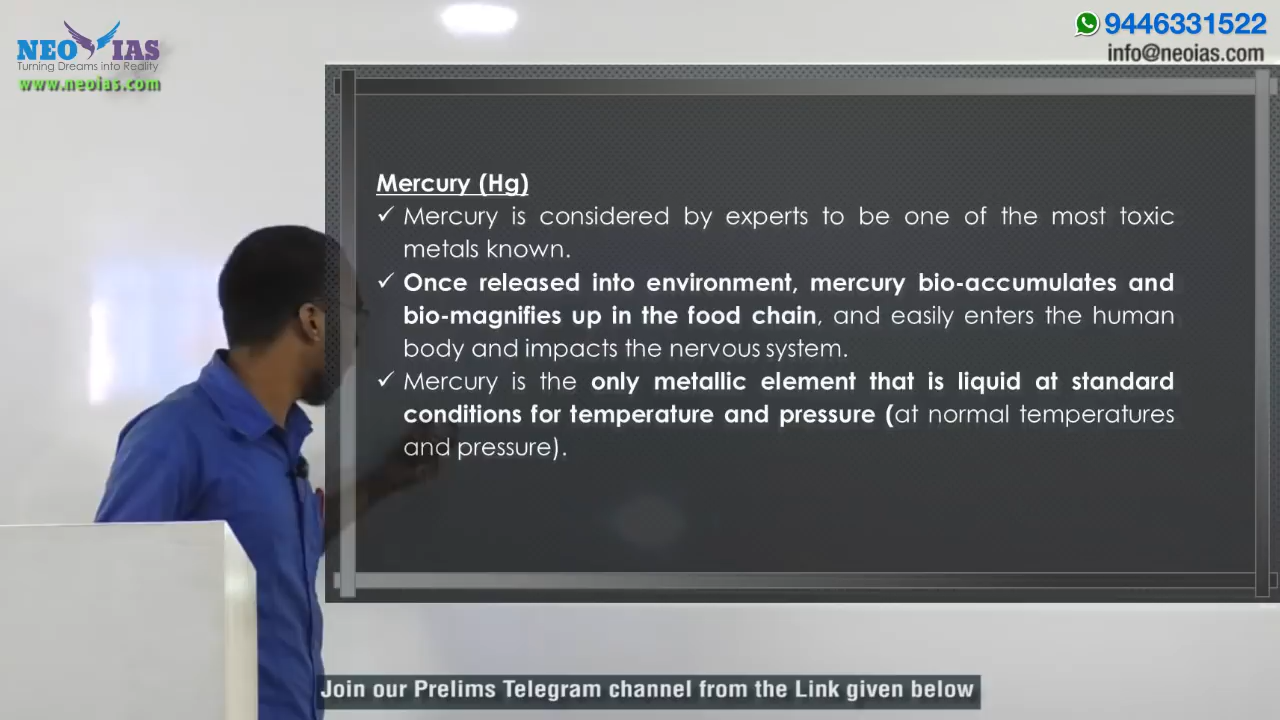 NEO IAS
Turning Dreams into Reality
www.neoias.com
9446331522
info@neoias.com
Mercury (Hg)
✓ Mercury is considered by experts to be one of the most toxic
metals known.
✓ Once released into environment, mercury bio-accumulates and
bio-magnifies up in the food chain, and easily enters the human
body and impacts the nervous system.
✓ Mercury is the only metallic element that is liquid at standard
conditions for temperature and pressure (at normal temperatures
and pressure).
Join our Prelims Telegram channel from the Link given below